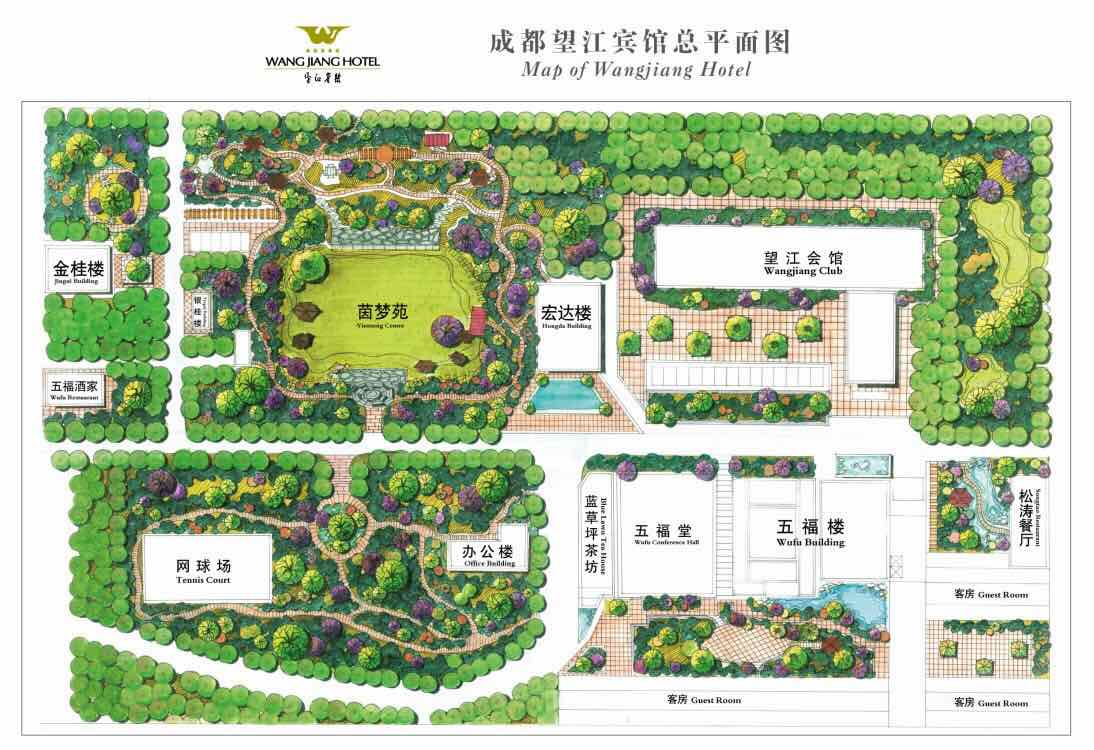 WANG JIANG HOTEL
望江宾馆
成都望江宾馆总平面图
Map of Wangjiang Hotel
金桂楼
Jingui Building
银桂楼
五福酒家
Wufu Restaurant
茵梦苑
Yinmeng Center
宏达楼
Hongda Building
望江会馆
Wangjiang Club
网球场
Tennis Court
办公楼
Office Building
蓝草坪茶坊
Blue Lawn Tea House
五福堂
Wufu Conference Hall
五福楼
Wufu Building
松涛餐厅
Songtao Restaurant
客房 Guest Room
客房 Guest Room
客房 Guest Room